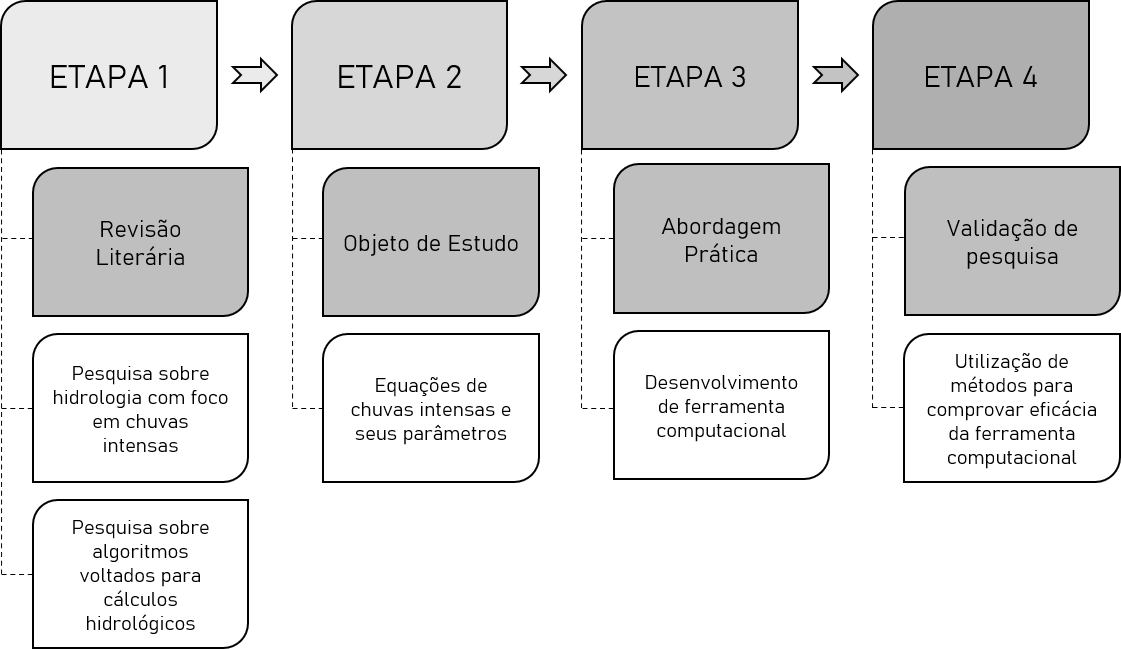 ETAPA 1
ETAPA 2
ETAPA 3
ETAPA 4
Revisão
Literária
Objeto de Estudo
Abordagem
Prática
Validação de
pesquisa
Pesquisa sobre
hidrologia com foco
em chuvas
intensas
Equações de
chuvas intensas e
seus parâmetros
Desenvolvimento
de ferramenta
computacional
Utilização de
métodos para
comprovar eficácia
da ferramenta
computacional
Pesquisa sobre
algoritmos
voltados para
cálculos
hidrológicos